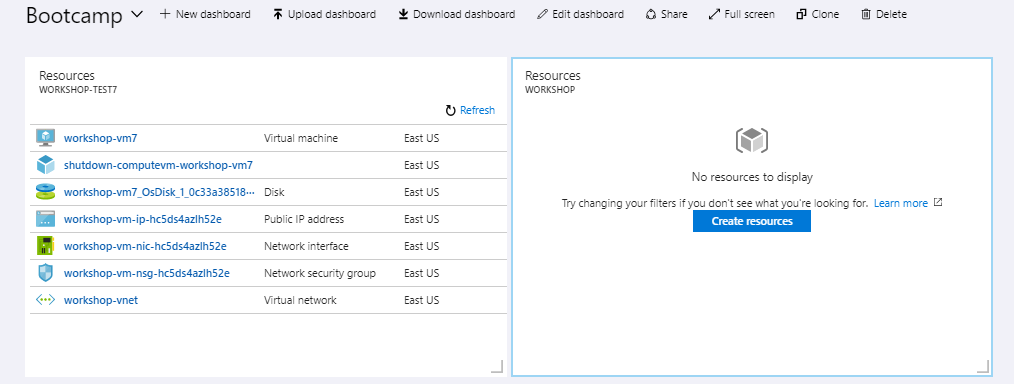 Bootcamp
New dashboard
Upload dashboard
Download dashboard
Edit dashboard
Share
Full screen
Clone
Delete
Resources
WORKSHOP-TEST7
Refresh
workshop-vm7 Virtual machine East US
shutdown-computevm-workshop-vm7 East US
workshop-vm7_OsDisk_1_0c33a38518··· Disk East US
workshop-vm-ip-hc5ds4azlh52e Public IP address East US
workshop-vm-nic-hc5ds4azlh52e Network interface East US
workshop-vm-nsg-hc5ds4azlh52e Network security group East US
workshop-vnet Virtual network East US
Resources
WORKSHOP
No resources to display
Try changing your filters if you don't see what you're looking for. Learn more
Create resources